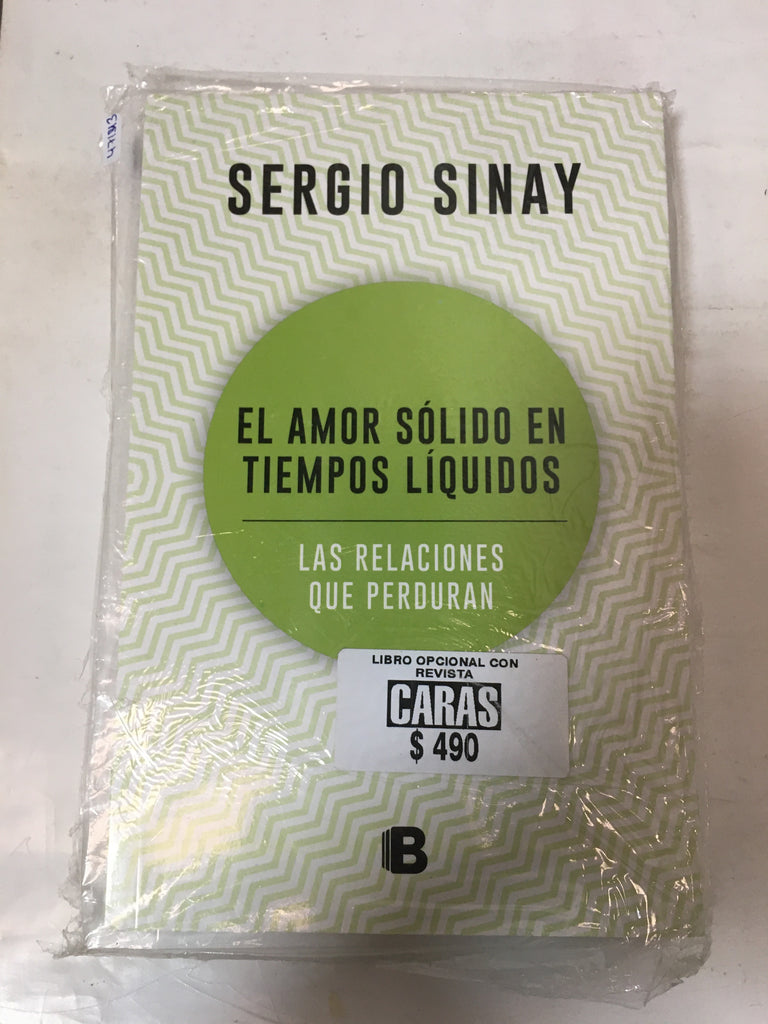 SERGIO SINAY
EL AMOR SÓLIDO EN
TIEMPOS LÍQUIDOS
LAS RELACIONES
QUE PERDURAN
LIBRO OPCIONAL CON
REVISTA
CARAS
$ 490
B